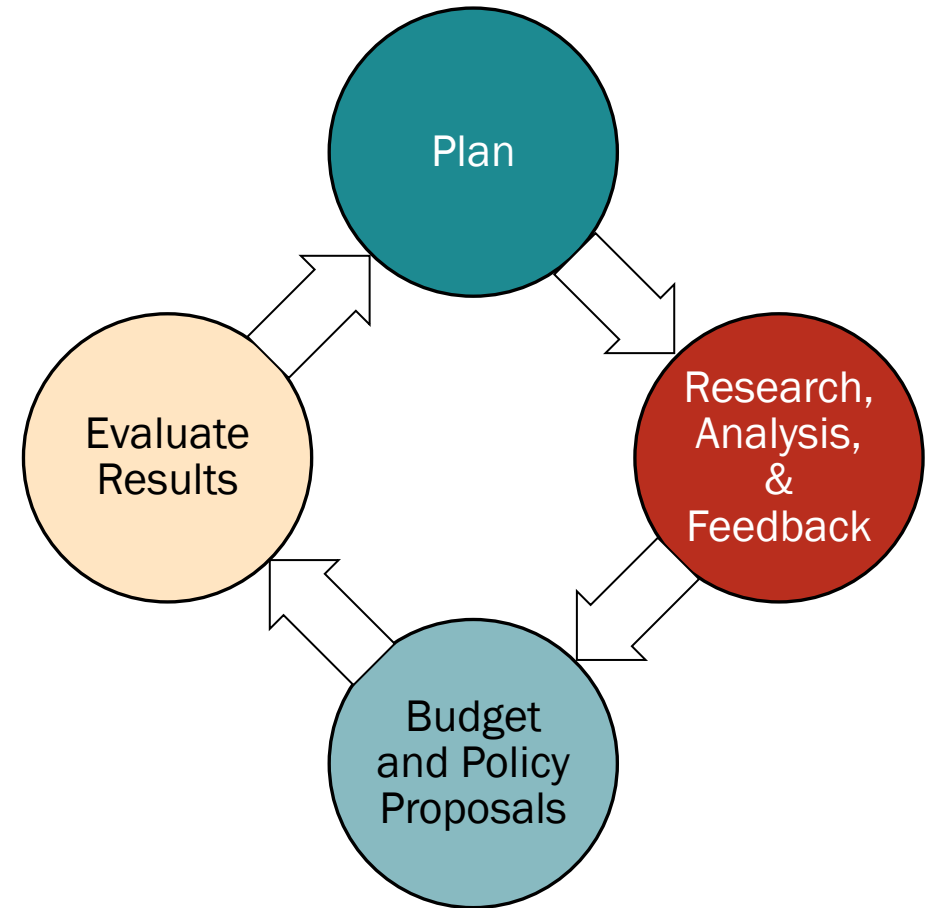 Plan
Research,
Analysis,
&
Feedback
Budget
and Policy
Proposals
Evaluate
Results